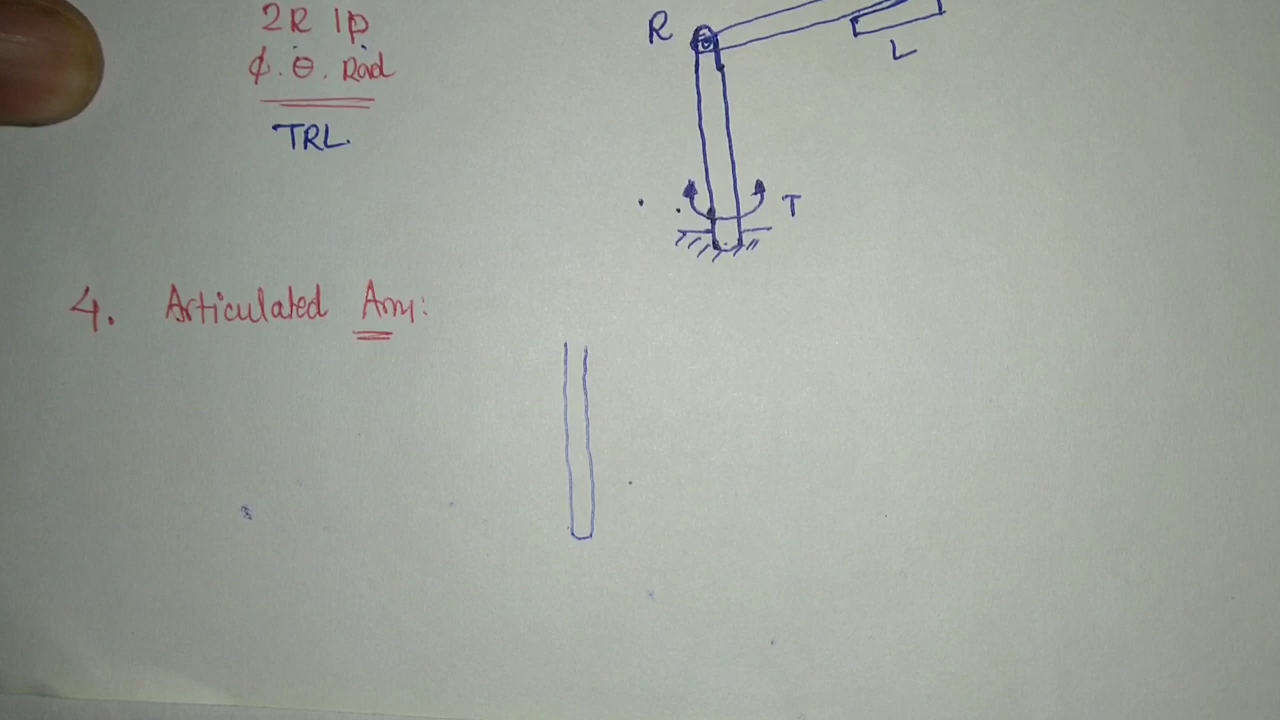 2R 1p
ϕ. θ. Rad
TRL.
R
L
T
4. Articulated Arm: